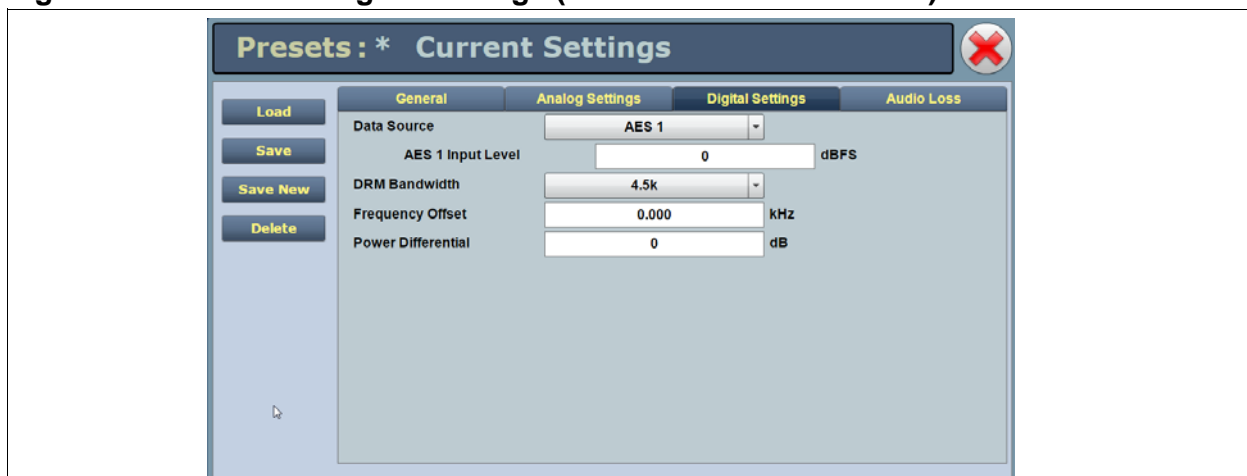 Presets:* Current Settings
General Analog Settings Digital Settings Audio Loss
Load
Save
Save New
Delete
Data Source AES 1
AES 1 Input Level 0 dBFS
DRM Bandwidth 4.5k
Frequency Offset 0.000 kHz
Power Differential 0 dB